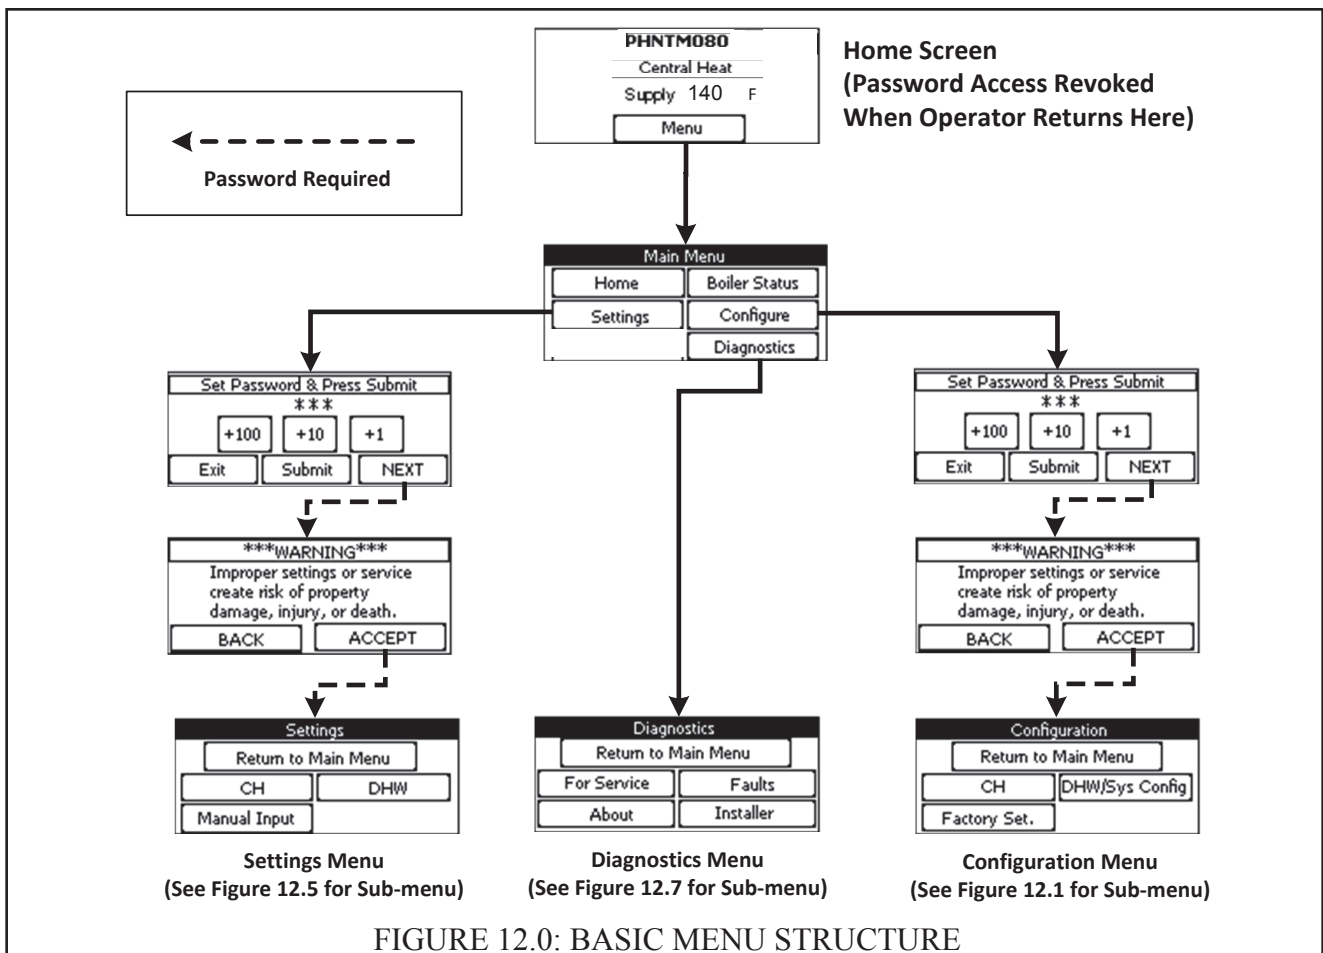 PHNTM080
Central Heat
Supply 140 F
Menu
Home Screen
(Password Access Revoked
When Operator Returns Here)
Password Required
Main Menu
Home
Boiler Status
Settings
Configure
Diagnostics
Set Password & Press Submit
***
+100 +10 +1
Exit Submit NEXT
***WARNING***
Improper settings or service
create risk of property
damage, injury, or death.
BACK ACCEPT
Settings
Return to Main Menu
CH DHW
Manual Input
Settings Menu
(See Figure 12.5 for Sub-menu)
Diagnostics
Return to Main Menu
For Service Faults
About Installer
Diagnostics Menu
(See Figure 12.7 for Sub-menu)
Set Password & Press Submit
***
+100 +10 +1
Exit Submit NEXT
***WARNING***
Improper settings or service
create risk of property
damage, injury, or death.
BACK ACCEPT
Configuration
Return to Main Menu
CH DHW/Sys Config
Factory Set.
Configuration Menu
(See Figure 12.1 for Sub-menu)
FIGURE 12.0: BASIC MENU STRUCTURE